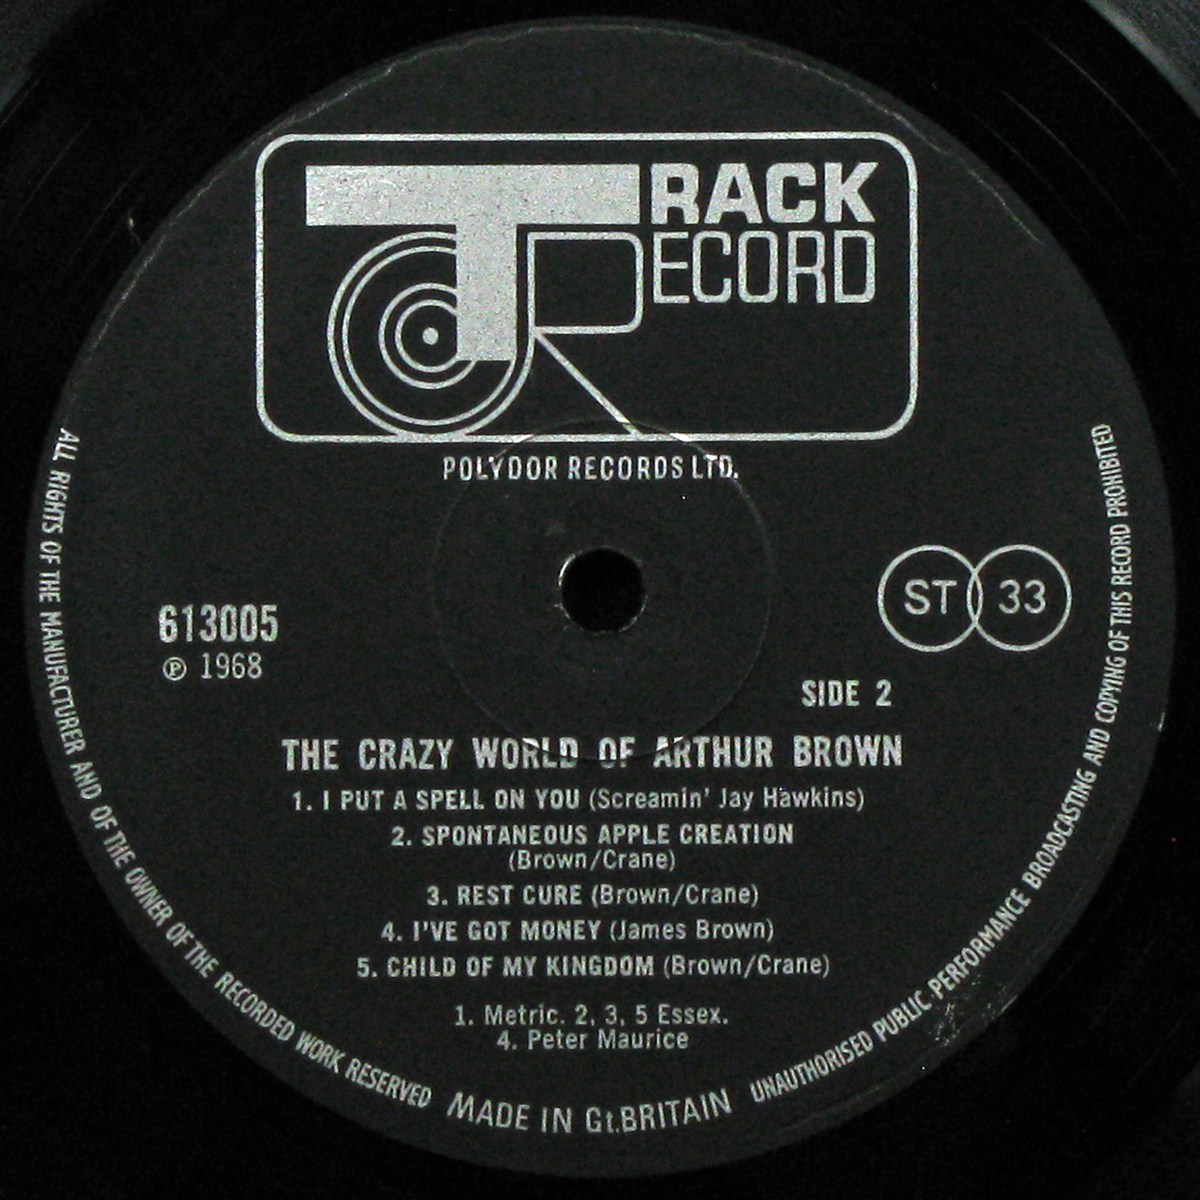 TRACK
RECORD
POLYDOR RECORDS LTD.
613005
℗ 1968
ST 33
SIDE 2
THE CRAZY WORLD OF ARTHUR BROWN
1. I PUT A SPELL ON YOU (Screamin' Jay Hawkins)
2. SPONTANEOUS APPLE CREATION
(Brown/Crane)
3. REST CURE (Brown/Crane)
4. I'VE GOT MONEY (James Brown)
5. CHILD OF MY KINGDOM (Brown/Crane)
1. Metric. 2, 3, 5 Essex.
4. Peter Maurice
ALL RIGHTS OF THE MANUFACTURER AND OF THE OWNER OF THE RECORDED WORK RESERVED
MADE IN Gt.BRITAIN
UNAUTHORISED PUBLIC PERFORMANCE BROADCASTING AND COPYING OF THIS RECORD PROHIBITED